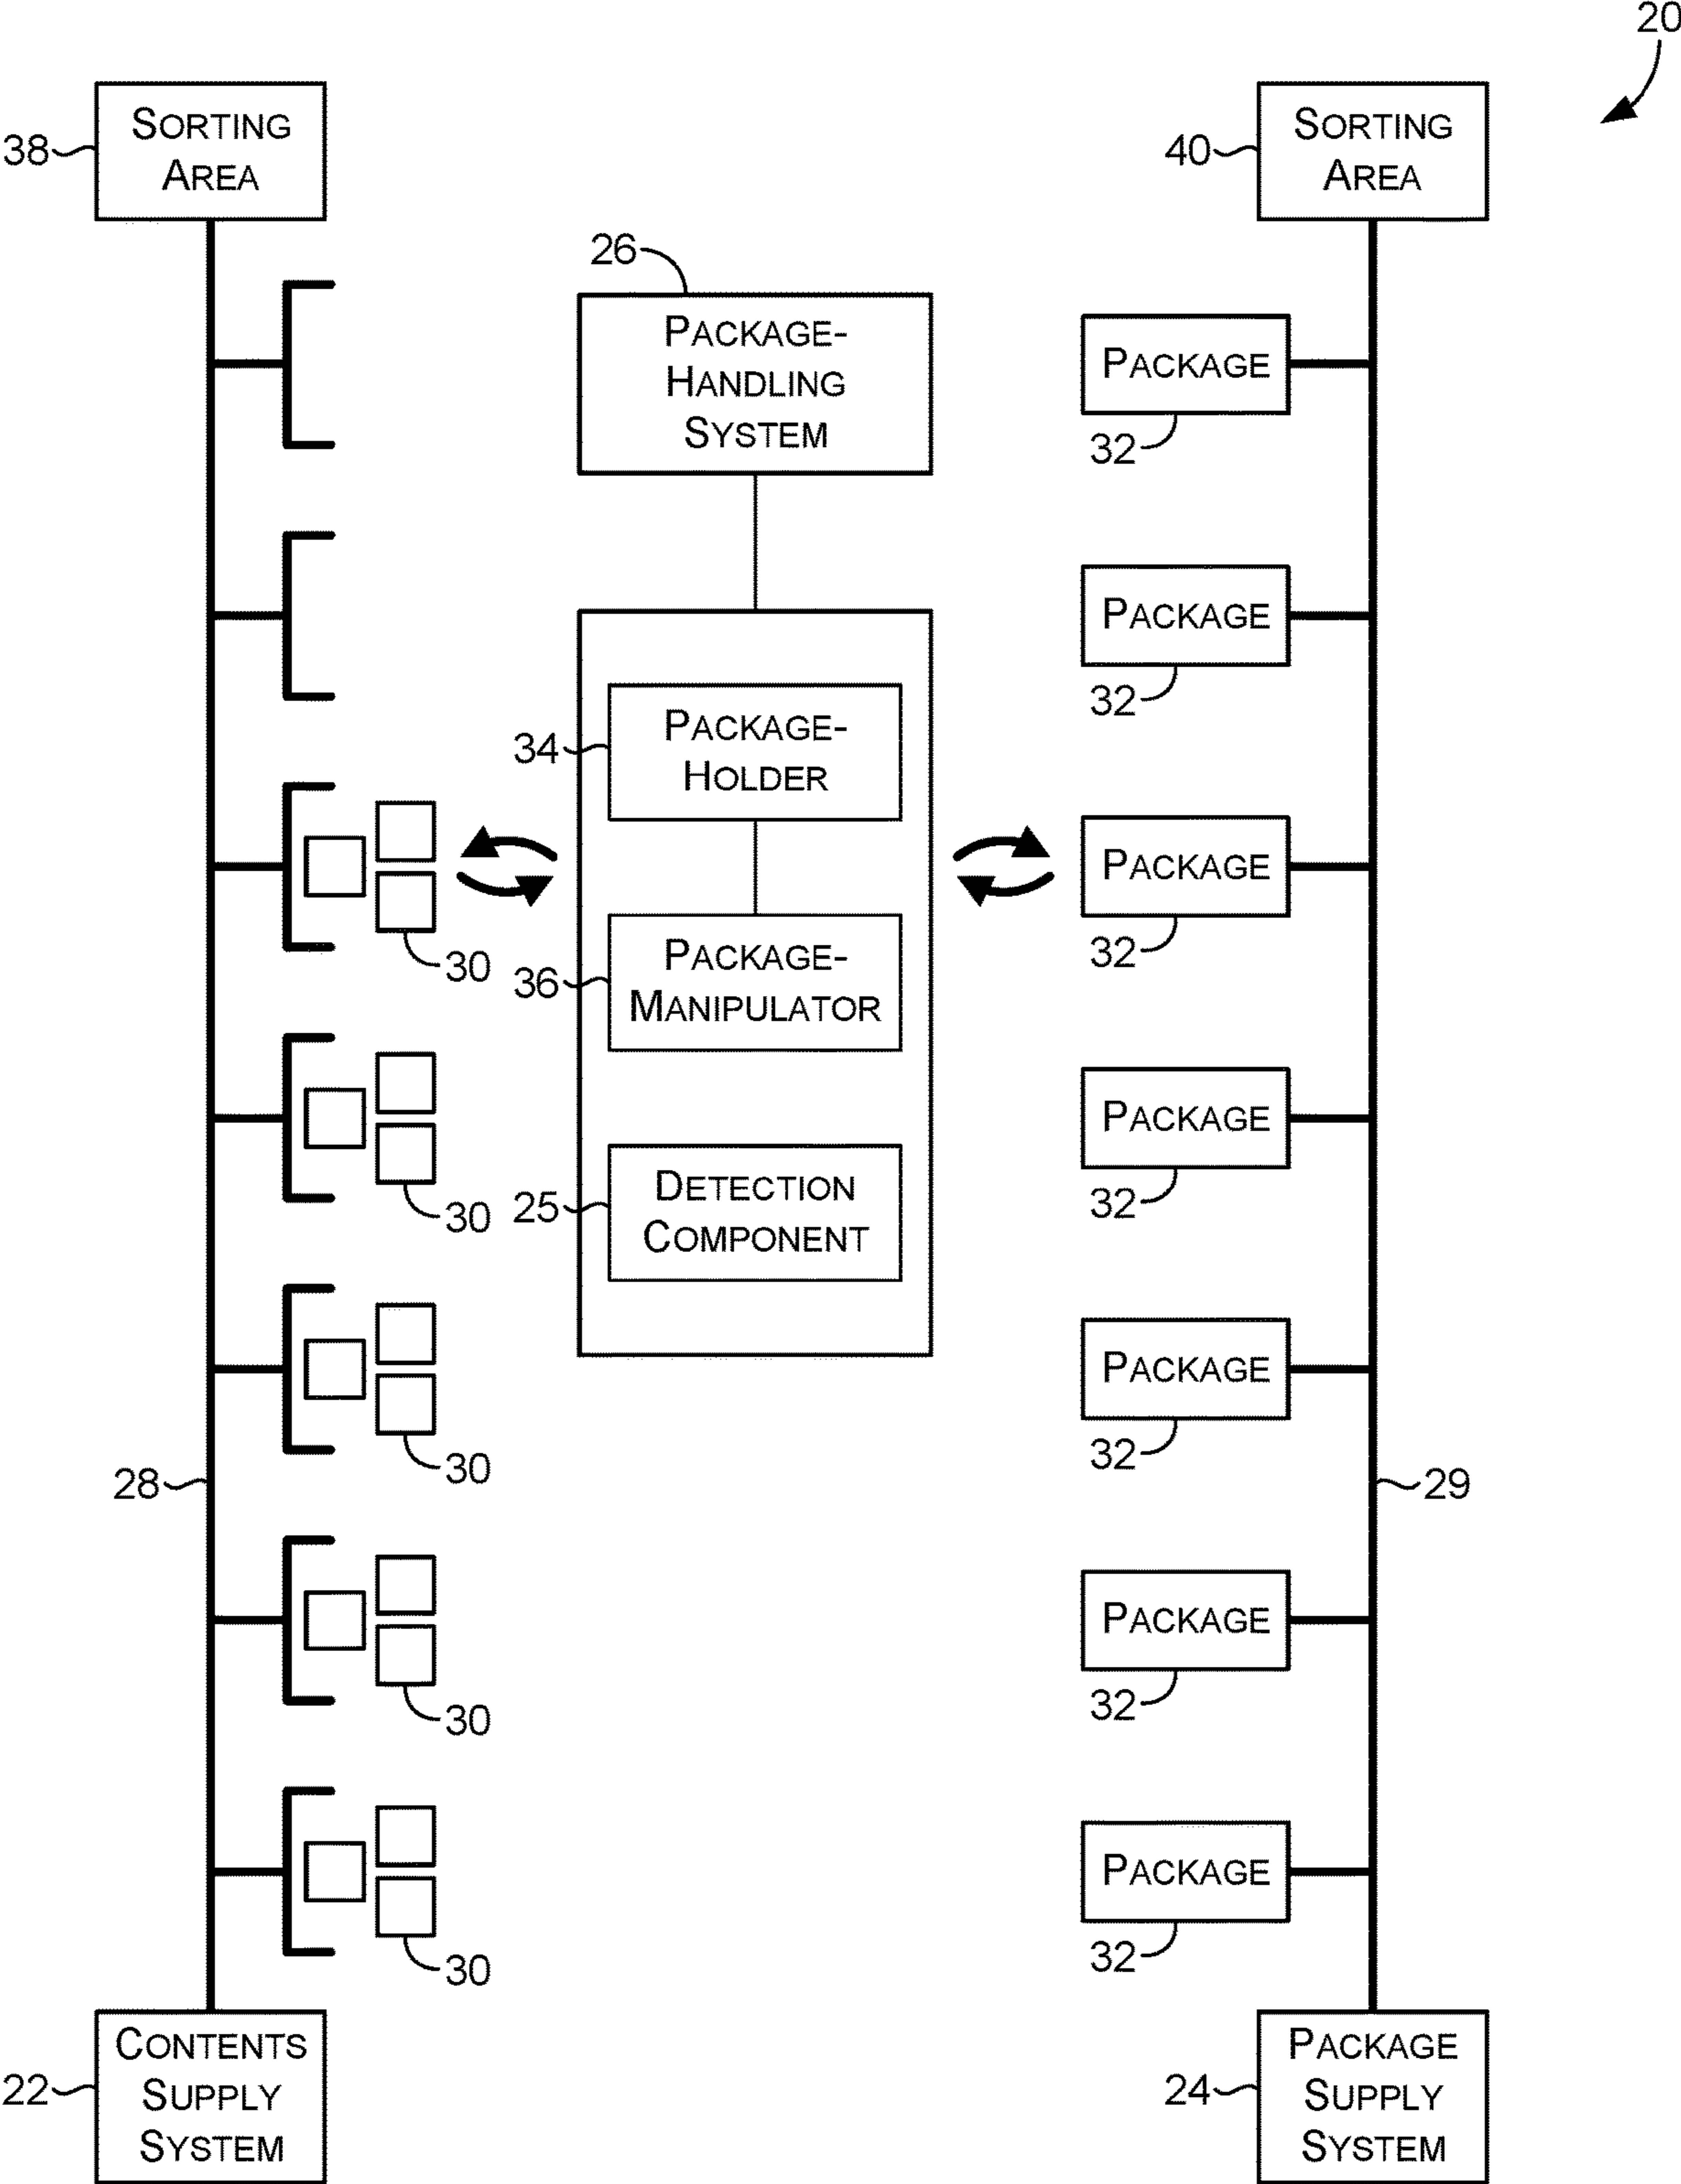 20
SORTING
AREA
38
SORTING
AREA
40
26
PACKAGE-
HANDLING
SYSTEM
PACKAGE
32
PACKAGE
32
PACKAGE-
HOLDER
34
PACKAGE
32
30
PACKAGE-
MANIPULATOR
36
PACKAGE
32
30
DETECTION
COMPONENT
25
PACKAGE
32
30
28
29
PACKAGE
32
30
PACKAGE
32
30
CONTENTS
SUPPLY
SYSTEM
22
PACKAGE
SUPPLY
SYSTEM
24